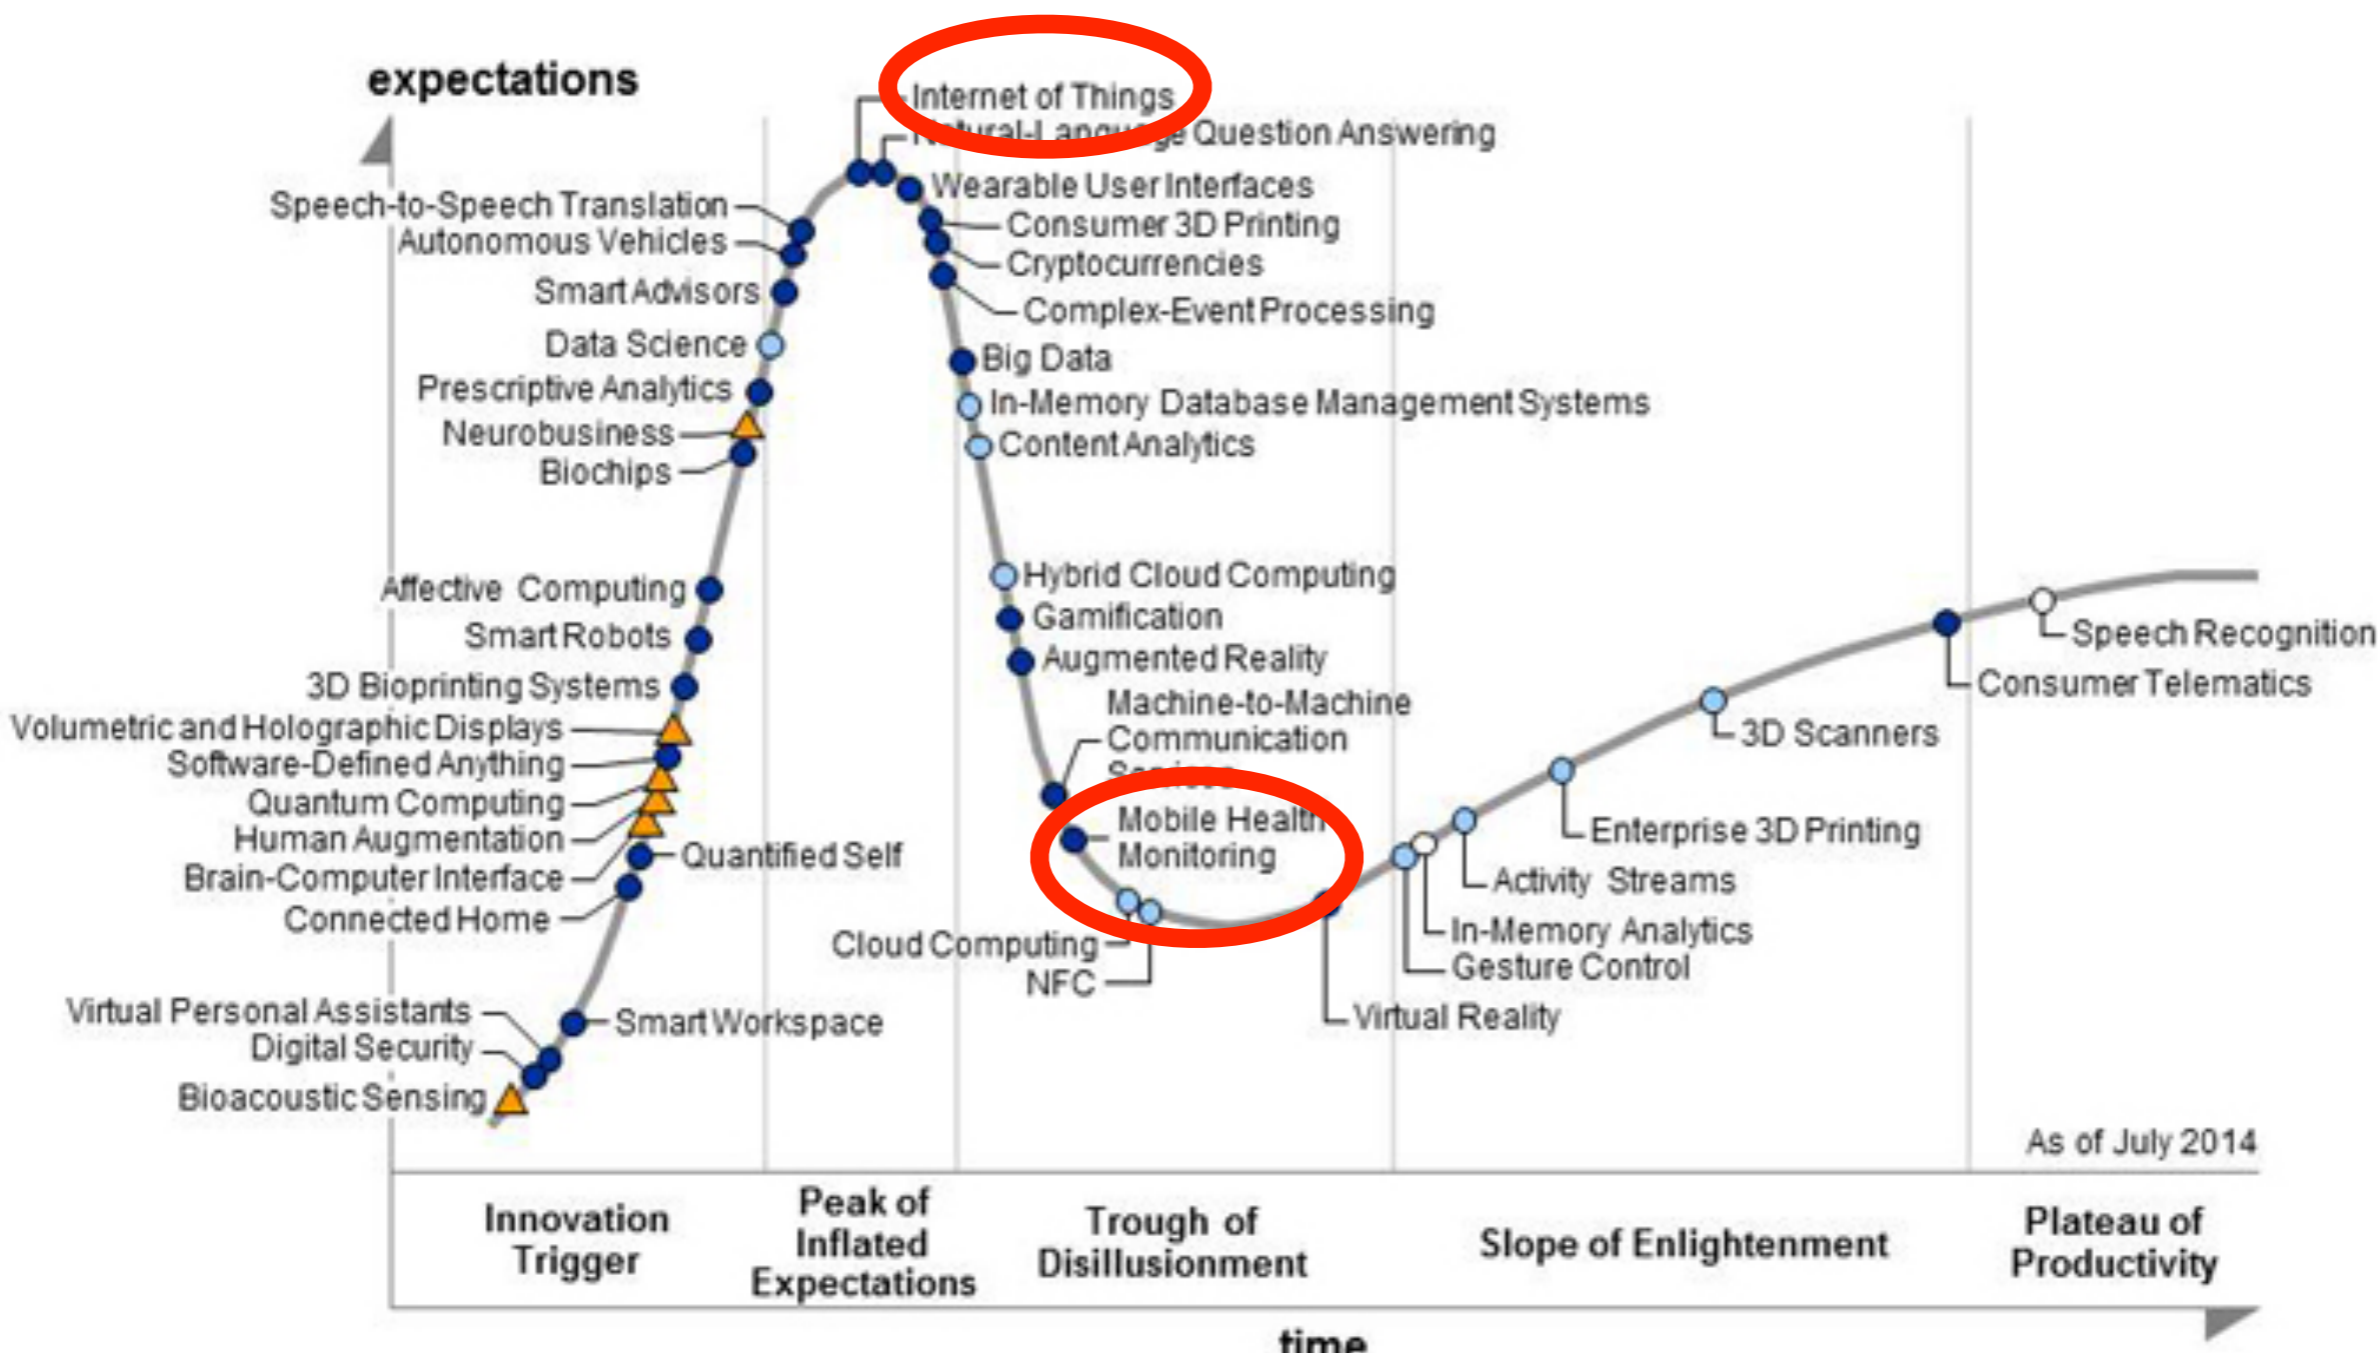 expectations
Internet of Things
Natural-Language Question Answering
Wearable User Interfaces
Speech-to-Speech Translation
Consumer 3D Printing
Autonomous Vehicles
Cryptocurrencies
Smart Advisors
Complex-Event Processing
Data Science
Big Data
Prescriptive Analytics
In-Memory Database Management Systems
Neurobusiness
Content Analytics
Biochips
Hybrid Cloud Computing
Affective Computing
Gamification
Smart Robots
Augmented Reality
3D Bioprinting Systems
Machine-to-Machine
Communication
Services
Volumetric and Holographic Displays
Software-Defined Anything
Quantum Computing
Mobile Health
Monitoring
Human Augmentation
Quantified Self
Brain-Computer Interface
Connected Home
Cloud Computing
NFC
Virtual Personal Assistants
Smart Workspace
Digital Security
Bioacoustic Sensing
Speech Recognition
Consumer Telematics
3D Scanners
Enterprise 3D Printing
Activity Streams
In-Memory Analytics
Gesture Control
Virtual Reality
As of July 2014
Innovation
Trigger
Peak of
Inflated
Expectations
Trough of
Disillusionment
Slope of Enlightenment
Plateau of
Productivity
time